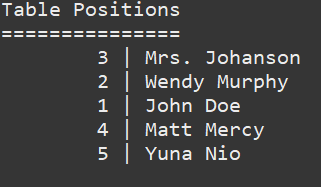 Table Positions
===============
        3 | Mrs. Johanson
        2 | Wendy Murphy
        1 | John Doe
        4 | Matt Mercy
        5 | Yuna Nio